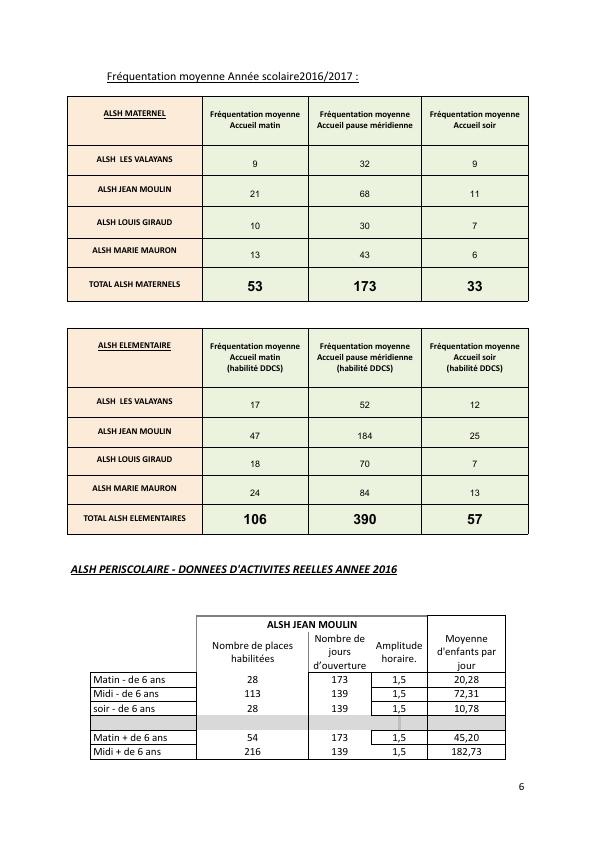 Fréquentation moyenne Année scolaire2016/2017 :
ALSH MATERNEL
Fréquentation moyenne
Accueil matin
Fréquentation moyenne
Accueil pause méridienne
Fréquentation moyenne
Accueil soir
ALSH LES VALAYANS 9 32 9
ALSH JEAN MOULIN 21 68 11
ALSH LOUIS GIRAUD 10 30 7
ALSH MARIE MAURON 13 43 6
TOTAL ALSH MATERNELS 53 173 33
ALSH ELEMENTAIRE
Fréquentation moyenne
Accueil matin
(habilité DDCS)
Fréquentation moyenne
Accueil pause méridienne
(habilité DDCS)
Fréquentation moyenne
Accueil soir
(habilité DDCS)
ALSH LES VALAYANS 17 52 12
ALSH JEAN MOULIN 47 184 25
ALSH LOUIS GIRAUD 18 70 7
ALSH MARIE MAURON 24 84 13
TOTAL ALSH ELEMENTAIRES 106 390 57
ALSH PERISCOLAIRE - DONNEES D'ACTIVITES REELLES ANNEE 2016
ALSH JEAN MOULIN
Nombre de places
habilitées
Nombre de
jours
d’ouverture
Amplitude
horaire.
Moyenne
d'enfants par
jour
Matin - de 6 ans 28 173 1,5 20,28
Midi - de 6 ans 113 139 1,5 72,31
soir - de 6 ans 28 139 1,5 10,78
Matin + de 6 ans 54 173 1,5 45,20
Midi + de 6 ans 216 139 1,5 182,73
6